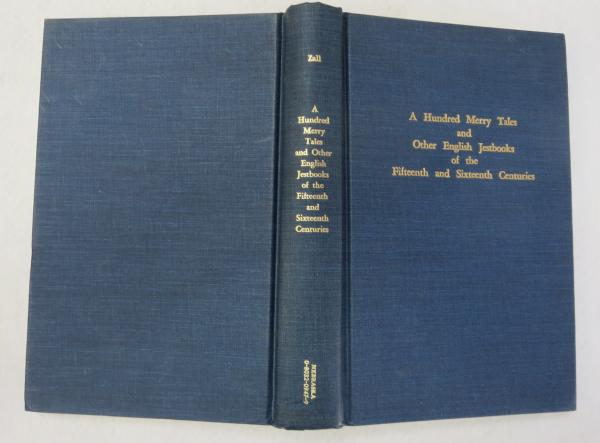 Zall
A
Hundred
Merry
Tales
and Other
English
Jestbooks
of the
Fifteenth
and
Sixteenth
Centuries
NEBRASKA
A Hundred Merry Tales
and
Other English Jestbooks
of the
Fifteenth and Sixteenth Centuries